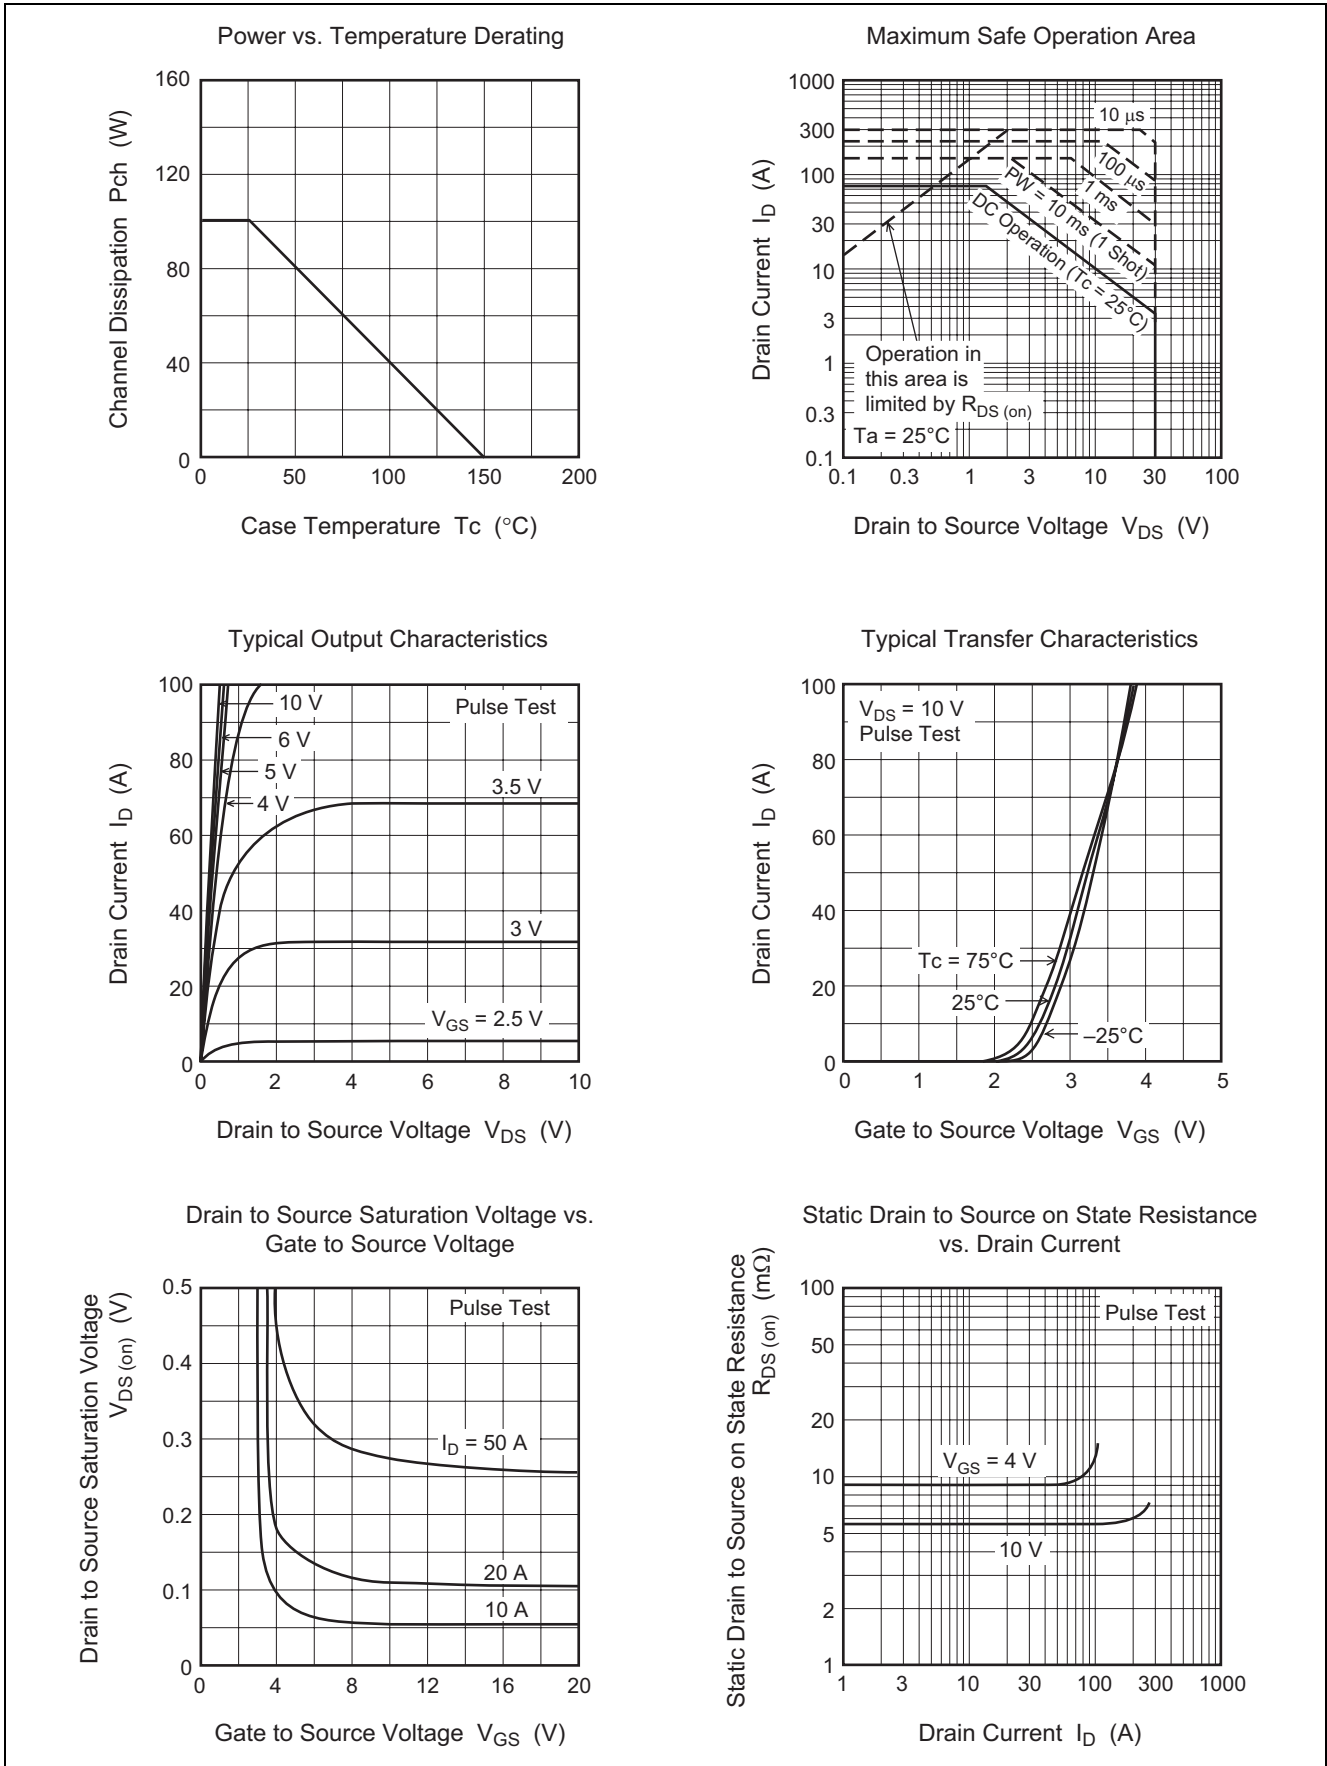 Power vs. Temperature Derating
160
120
80
40
0
0 50 100 150 200
Channel Dissipation Pch (W)
Case Temperature Tc (°C)
Maximum Safe Operation Area
1000
300
100
30
10
3
1
0.3
0.1
0.1 0.3 1 3 10 30 100
Drain Current ID (A)
10 μs
100 μs
1 ms
PW = 10 ms (1 Shot)
DC Operation (Tc = 25°C)
Operation in
this area is
limited by RDS (on)
Ta = 25°C
Drain to Source Voltage VDS (V)
Typical Output Characteristics
100
80
60
40
20
0
0 2 4 6 8 10
Drain Current ID (A)
Pulse Test
10 V
6 V
5 V
4 V
3.5 V
3 V
VGS = 2.5 V
Drain to Source Voltage VDS (V)
Typical Transfer Characteristics
100
80
60
40
20
0
0 1 2 3 4 5
Drain Current ID (A)
VDS = 10 V
Pulse Test
Tc = 75°C
25°C
–25°C
Gate to Source Voltage VGS (V)
Drain to Source Saturation Voltage vs.
Gate to Source Voltage
0.5
0.4
0.3
0.2
0.1
0
0 4 8 12 16 20
Drain to Source Saturation Voltage
VDS (on) (V)
Pulse Test
ID = 50 A
20 A
10 A
Gate to Source Voltage VGS (V)
Static Drain to Source on State Resistance
vs. Drain Current
100
50
20
10
5
2
1
1 3 10 30 100 300 1000
Static Drain to Source on State Resistance
RDS (on) (mΩ)
Pulse Test
VGS = 4 V
10 V
Drain Current ID (A)